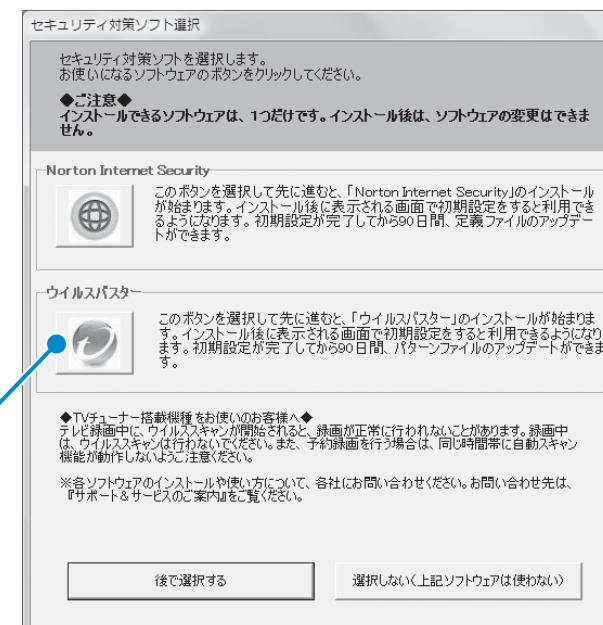 セキュリティ対策ソフト選択
セキュリティ対策ソフトを選択します。
お使いになるソフトウェアのボタンをクリックしてください。
◆ご注意◆
インストールできるソフトウェアは、1つだけです。インストール後は、ソフトウェアの変更はできま
せん。
Norton Internet Security
このボタンを選択して先に進むと、「Norton Internet Security」のインストール
が始まります。インストール後に表示される画面で初期設定をすると利用でき
るようになります。初期設定が完了してから90日間、定義ファイルのアップデー
トができます。
ウイルスバスター
このボタンを選択して先に進むと、「ウイルスバスター」のインストールが始まりま
す。インストール後に表示される画面で初期設定をすると利用できるようになり
ます。初期設定が完了してから90日間、パターンファイルのアップデートができま
す。
◆TVチューナー搭載機種をお使いのお客様へ◆
テレビ録画中に、ウイルススキャンが開始されると、録画が正常に行われないことがあります。録画中
は、ウイルススキャンは行わないでください。また、予約録画を行う場合は、同じ時間帯に自動スキャン
機能が動作しないようご注意ください。
※各ソフトウェアのインストールや使い方について、各社にお問い合わせください。お問い合わせ先は、
『サポート＆サービスのご案内』をご覧ください。
後で選択する
選択しない（上記ソフトウェアは使わない）